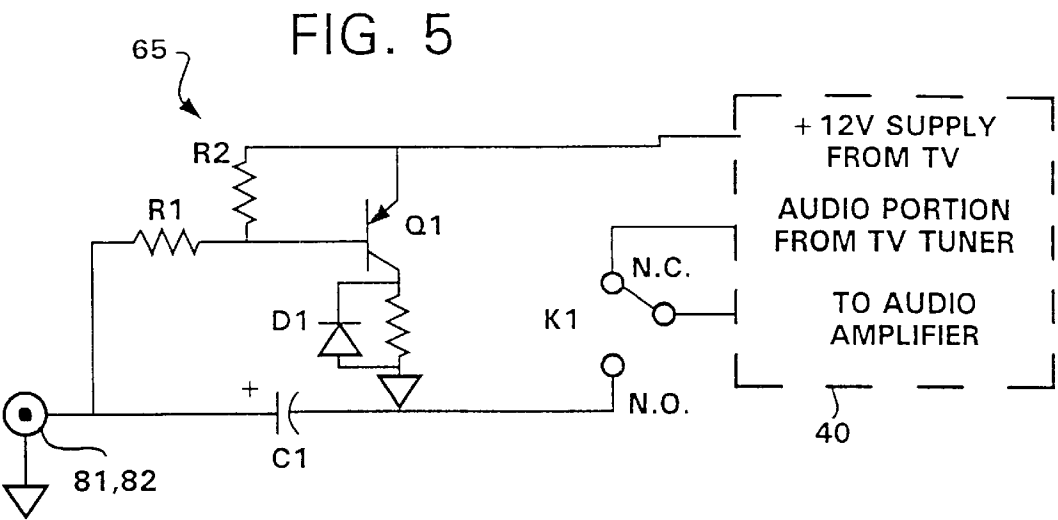 FIG. 5
65
+ 12V SUPPLY
FROM TV
R2
R1
Q1
AUDIO PORTION
FROM TV TUNER
N.C.
D1
K1
TO AUDIO
AMPLIFIER
+
N.O.
C1
40
81,82